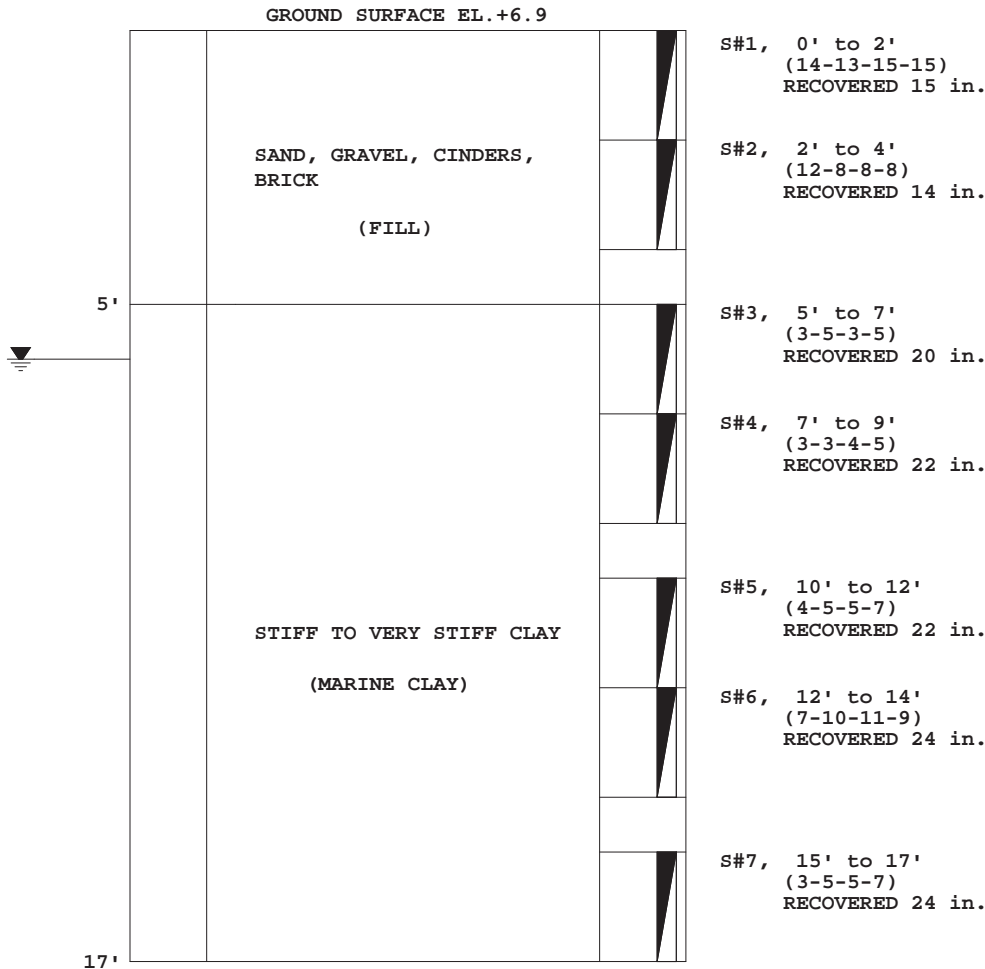 GROUND SURFACE EL.+6.9
S#1, 0' to 2'
(14-13-15-15)
RECOVERED 15 in.
SAND, GRAVEL, CINDERS,
BRICK
(FILL)
S#2, 2' to 4'
(12-8-8-8)
RECOVERED 14 in.
5'
S#3, 5' to 7'
(3-5-3-5)
RECOVERED 20 in.
S#4, 7' to 9'
(3-3-4-5)
RECOVERED 22 in.
S#5, 10' to 12'
(4-5-5-7)
RECOVERED 22 in.
STIFF TO VERY STIFF CLAY
(MARINE CLAY)
S#6, 12' to 14'
(7-10-11-9)
RECOVERED 24 in.
S#7, 15' to 17'
(3-5-5-7)
RECOVERED 24 in.
17'